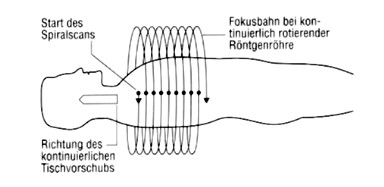 Start des
Spiralscans
Fokusbahn bei kon-
tinuierlich rotierender
Röntgenröhre
Richtung des
kontinuierlichen
Tischvorschubs